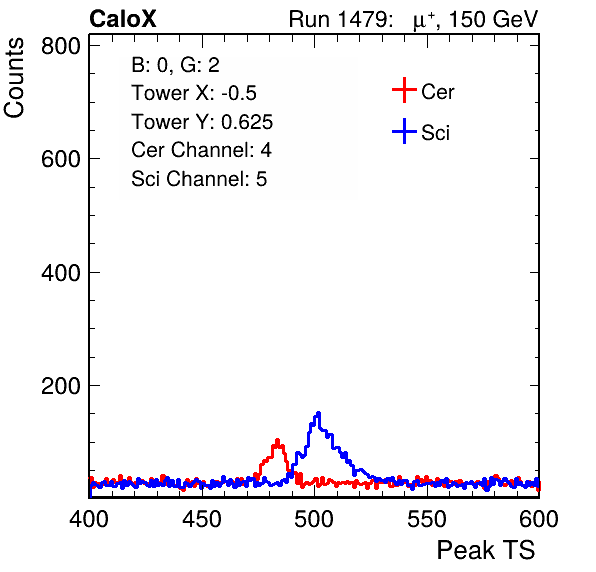 CaloX Run 1479: μ⁺, 150 GeV
Counts
800
600
400
200
B: 0, G: 2
Tower X: -0.5
Tower Y: 0.625
Cer Channel: 4
Sci Channel: 5
Cer
Sci
400 450 500 550 600
Peak TS